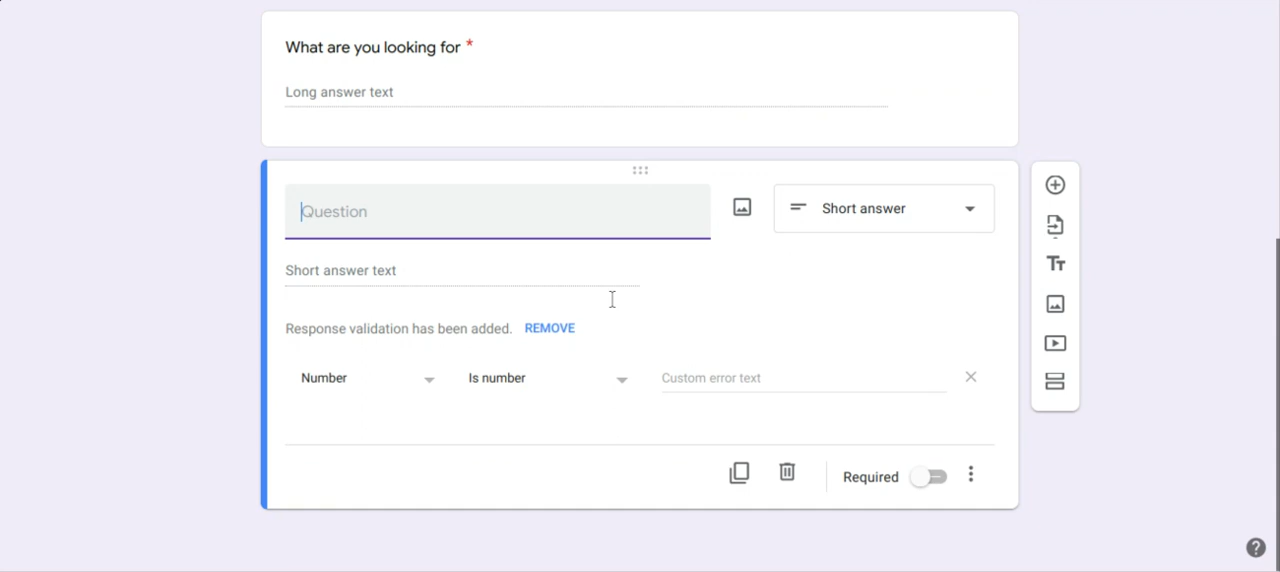 What are you looking for *
Long answer text
Question
Short answer
Short answer text
Response validation has been added. REMOVE
Number Is number Custom error text
Required